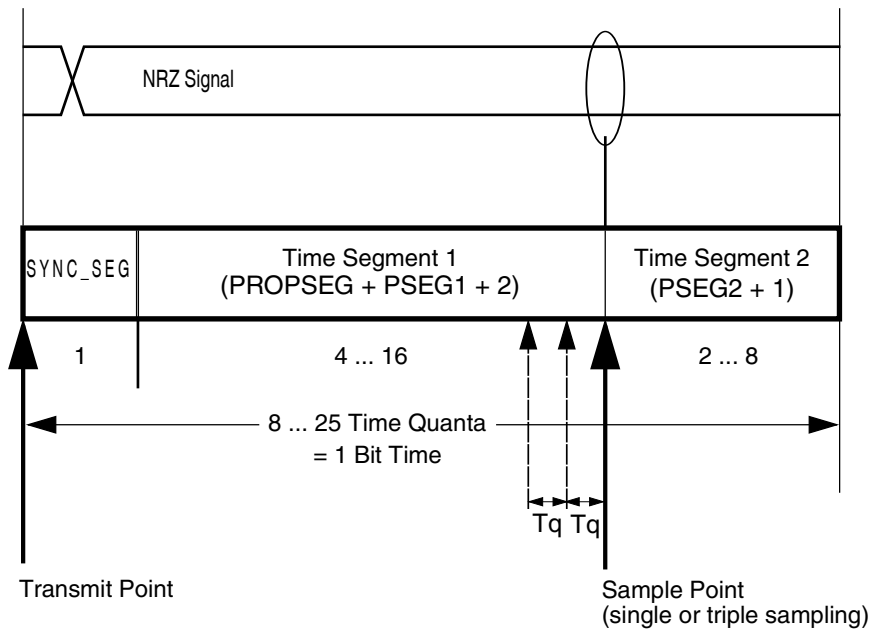 NRZ Signal
SYNC_SEG
Time Segment 1
(PROPSEG + PSEG1 + 2)
Time Segment 2
(PSEG2 + 1)
1
4 ... 16
2 ... 8
8 ... 25 Time Quanta
= 1 Bit Time
Tq Tq
Transmit Point
Sample Point
(single or triple sampling)